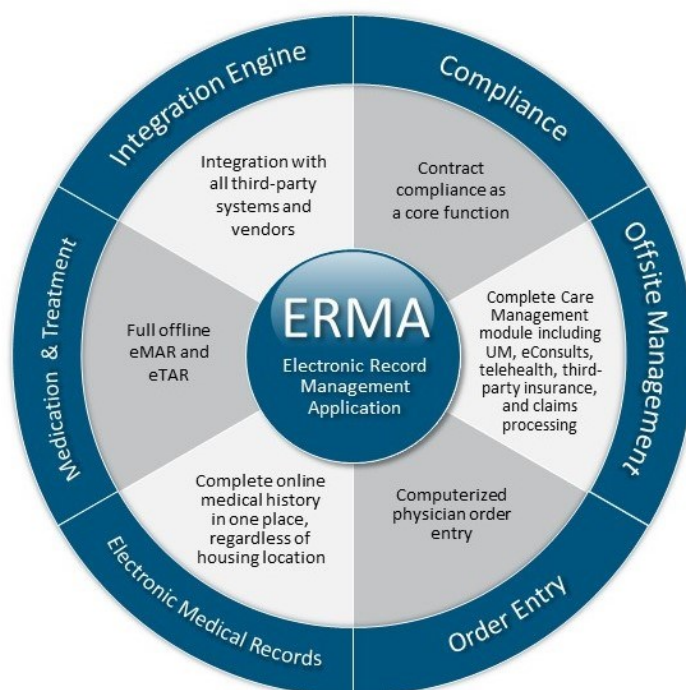 Integration Engine
Compliance
Integration with
all third-party
systems and
vendors
Contract
compliance as
a core function
Medication & Treatment
Full offline
eMAR and
eTAR
ERMA
Electronic Record
Management
Application
Complete Care
Management
module including
UM, eConsults,
telehealth, third-
party insurance,
and claims
processing
Offsite Management
Complete online
medical history
in one place,
regardless of
housing location
Computerized
physician order
entry
Electronic Medical Records
Order Entry